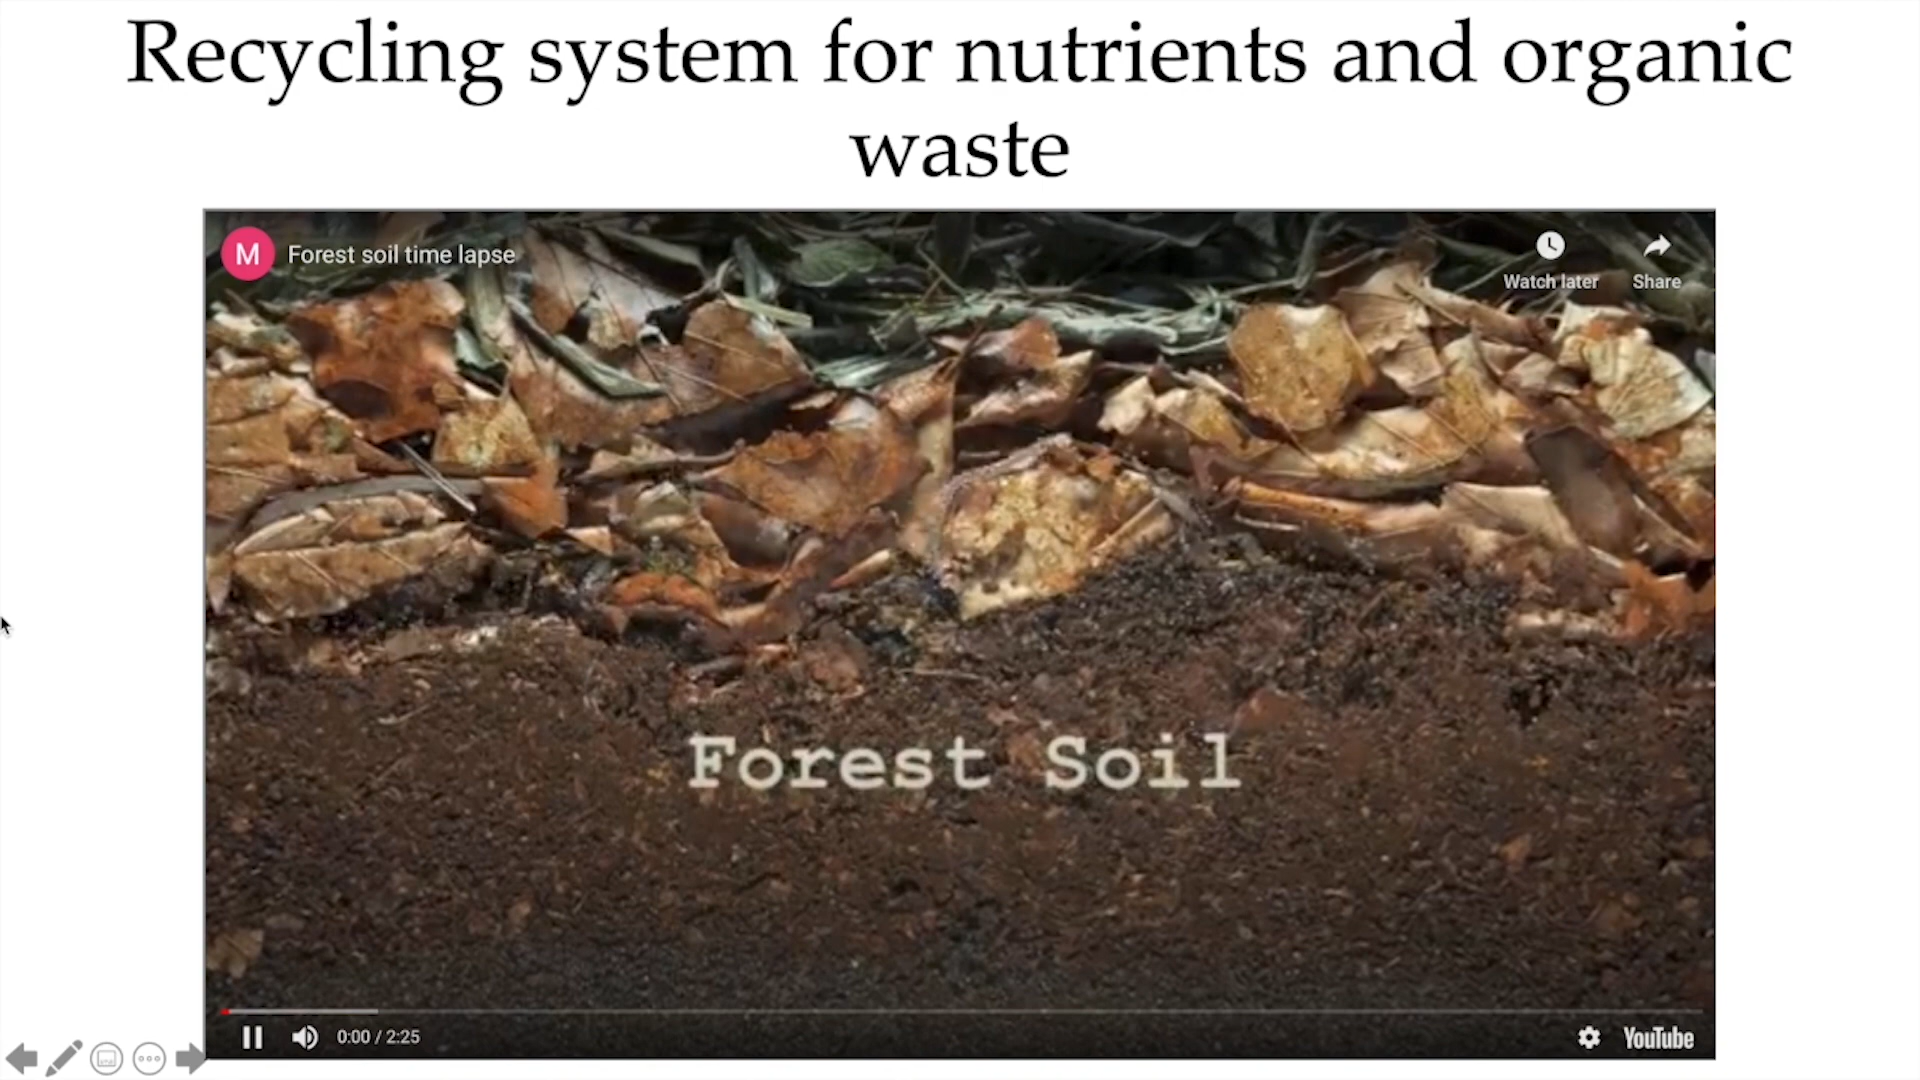 Recycling system for nutrients and organic
waste
M Forest soil time lapse
Watch later
Share
Forest Soil
0:00 / 2:25
YouTube